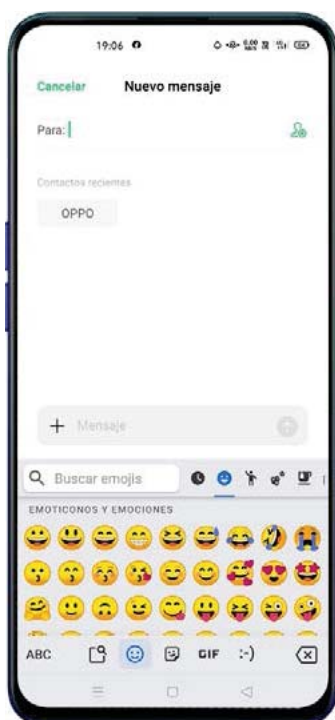 19:06
Cancelar Nuevo mensaje
Para:
Contactos recientes
OPPO
Mensaje
Buscar emojis
EMOTICONOS Y EMOCIONES
ABC GIF :-)